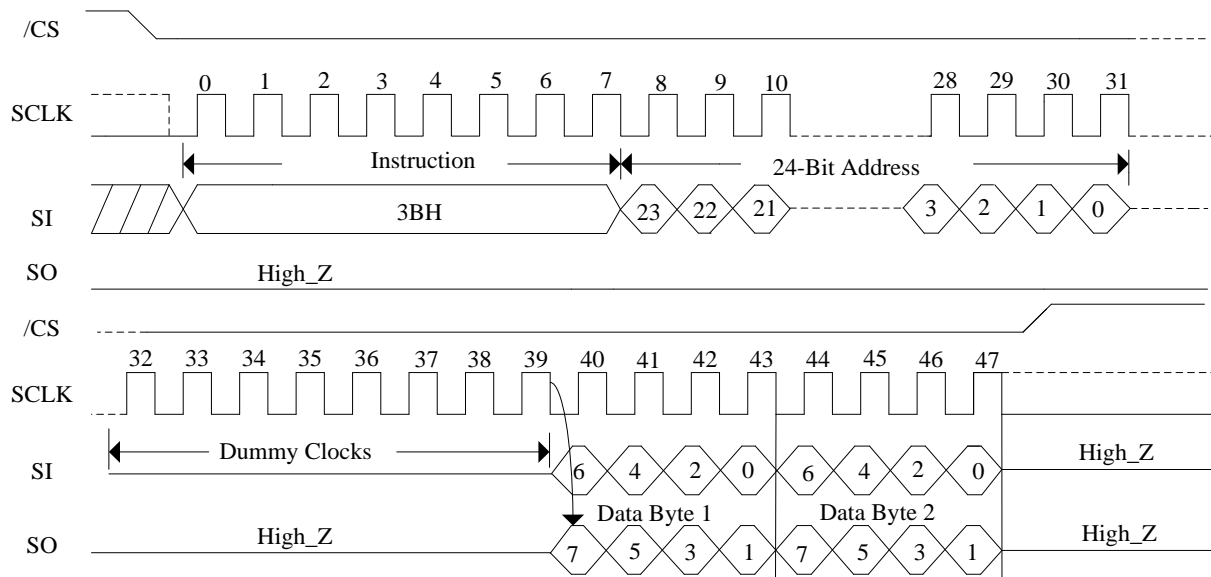 /CS
0 1 2 3 4 5 6 7 8 9 10 28 29 30 31
SCLK
Instruction 24-Bit Address
SI 3BH 23 22 21 3 2 1 0
SO High_Z
/CS
32 33 34 35 36 37 38 39 40 41 42 43 44 45 46 47
SCLK
Dummy Clocks
SI 6 4 2 0 6 4 2 0 High_Z
Data Byte 1 Data Byte 2
SO High_Z 7 5 3 1 7 5 3 1 High_Z